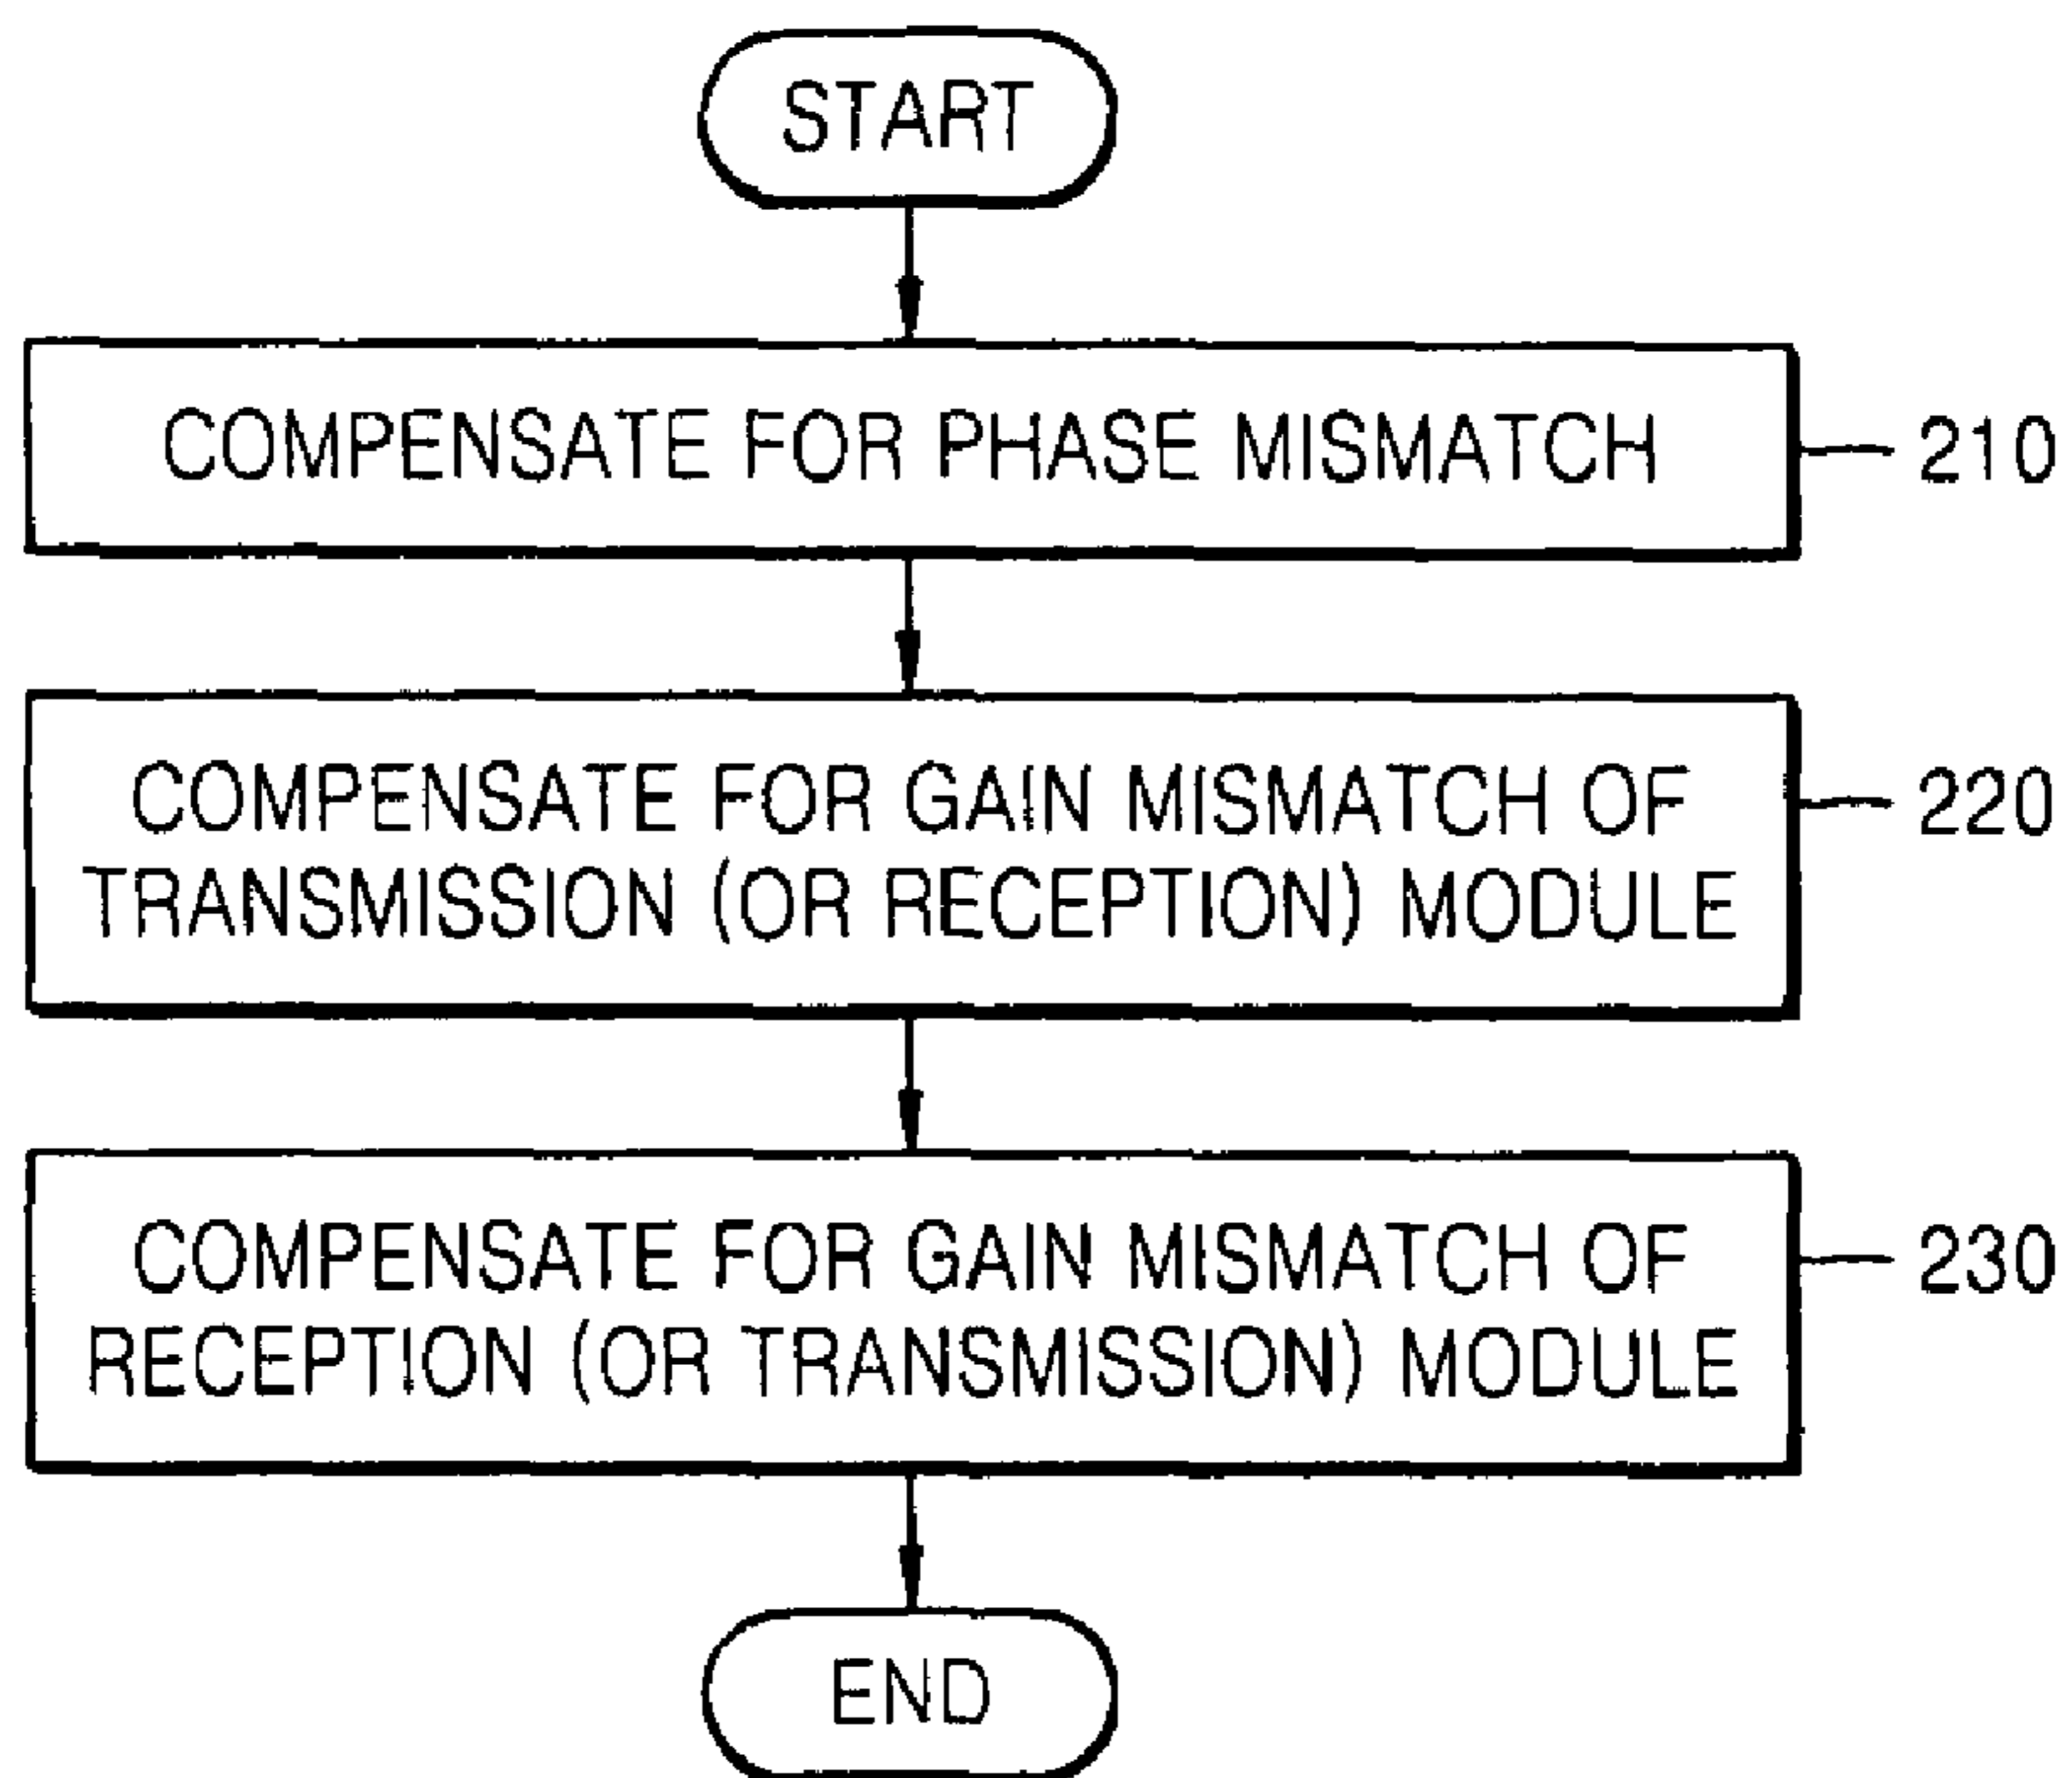 START
COMPENSATE FOR PHASE MISMATCH
210
COMPENSATE FOR GAIN MISMATCH OF
TRANSMISSION (OR RECEPTION) MODULE
220
COMPENSATE FOR GAIN MISMATCH OF
RECEPTION (OR TRANSMISSION) MODULE
230
END